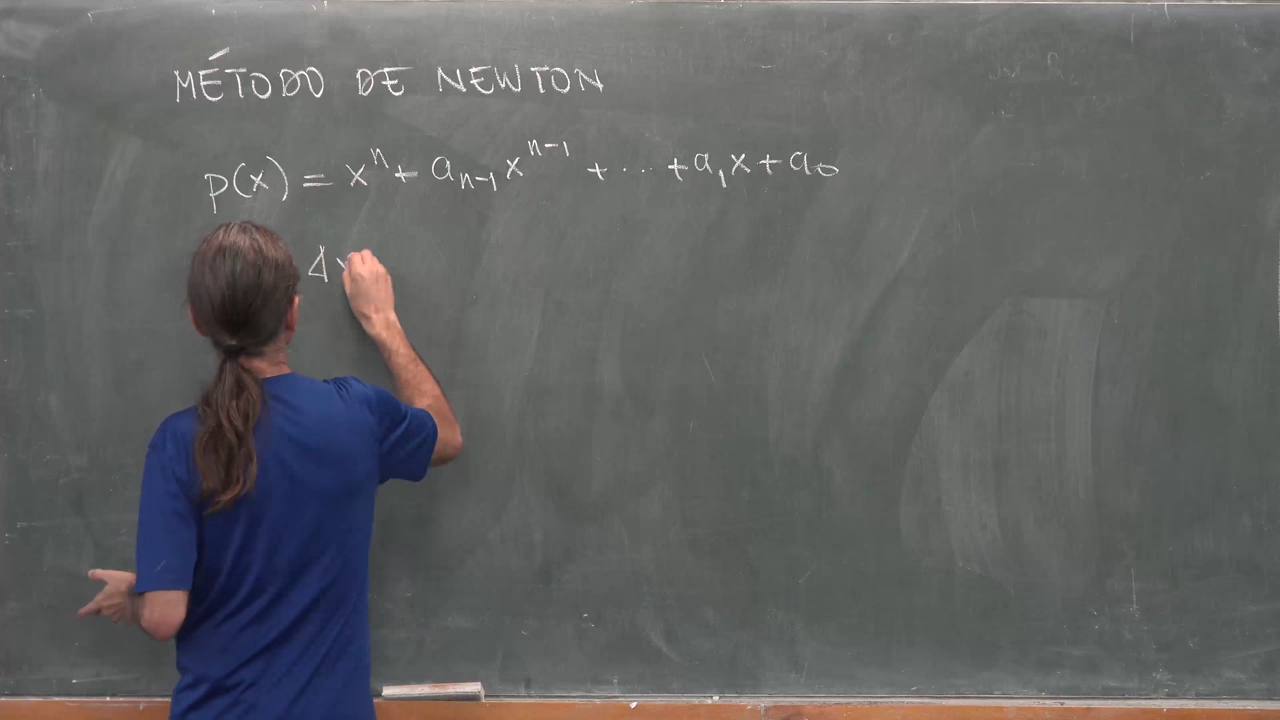 MÉTODO DE NEWTON
p(x) = xⁿ + aₙ₋₁xⁿ⁻¹ + ... + a₁x + a₀